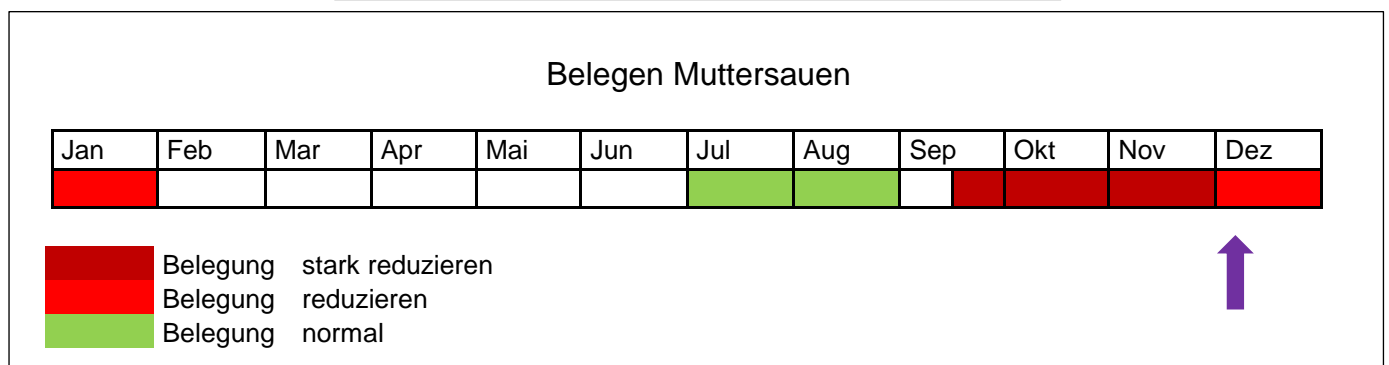 Belegen Muttersauen
Jan Feb Mar Apr Mai Jun Jul Aug Sep Okt Nov Dez
Belegung stark reduzieren
Belegung reduzieren
Belegung normal